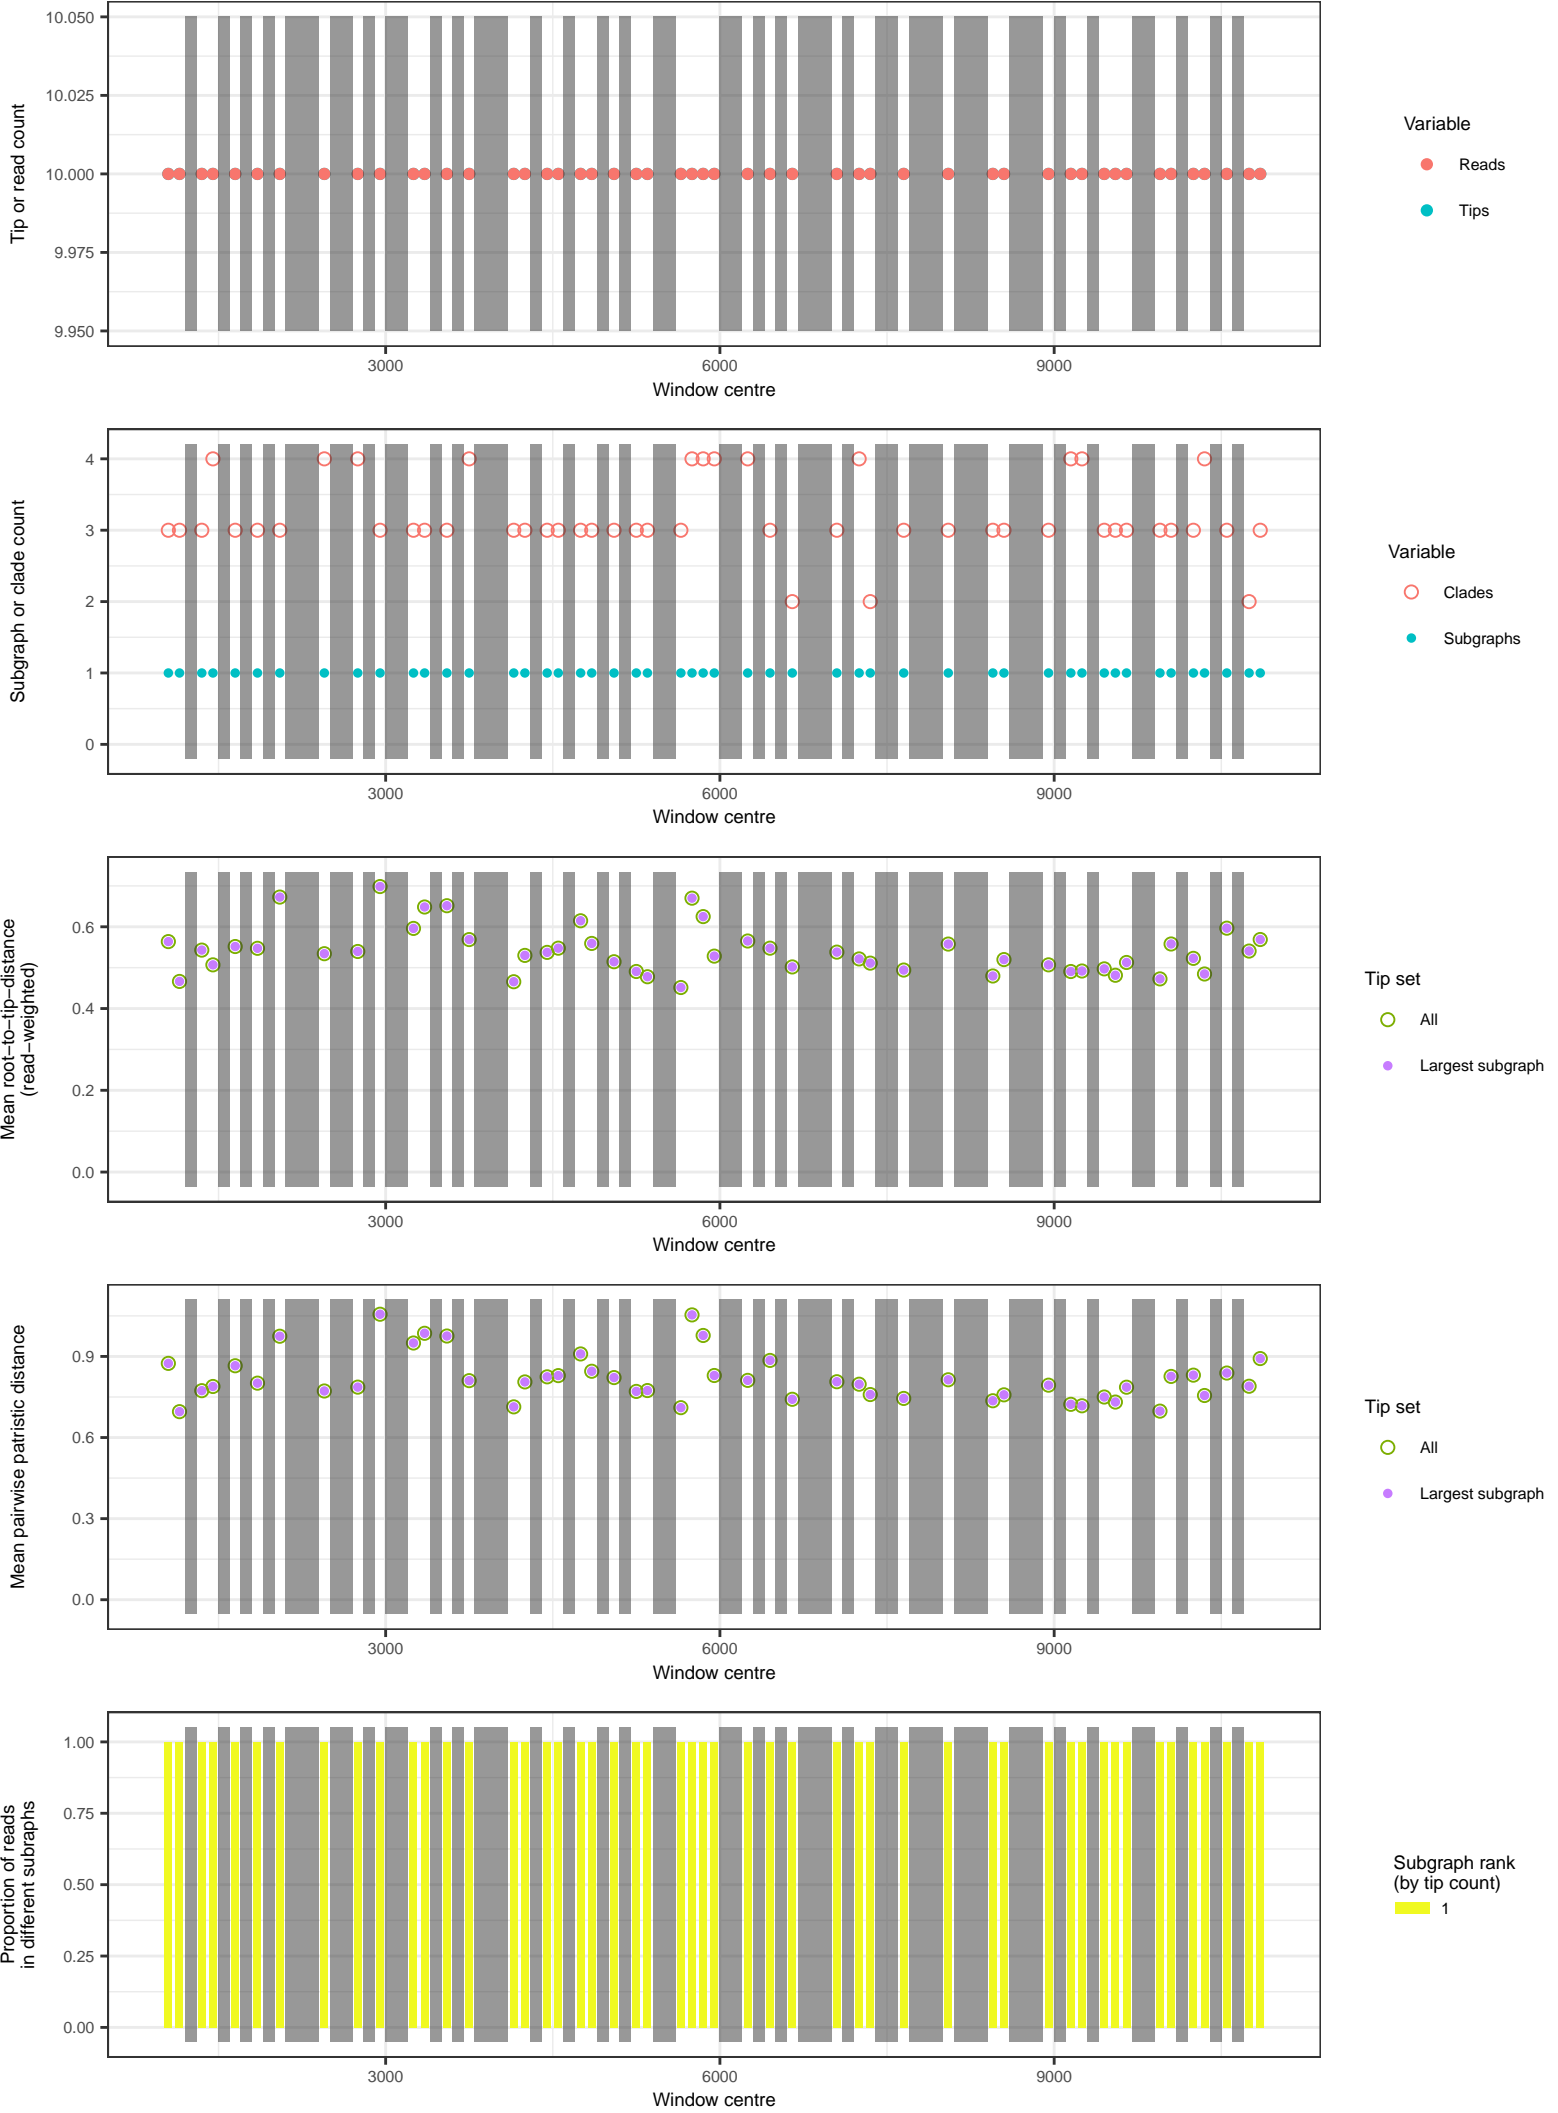 10.050
10.025
10.000
9.975
9.950
Tip or read count
3000
6000
9000
Window centre
Variable
Reads
Tips
4
3
2
1
0
Subgraph or clade count
3000
6000
9000
Window centre
Variable
Clades
Subgraphs
0.6
0.4
0.2
0.0
Mean root−to−tip−distance
(read−weighted)
3000
6000
9000
Window centre
Tip set
All
Largest subgraph
0.9
0.6
0.3
0.0
Mean pairwise patristic distance
3000
6000
9000
Window centre
Tip set
All
Largest subgraph
1.00
0.75
0.50
0.25
0.00
Proportion of reads
in different subraphs
3000
6000
9000
Window centre
Subgraph rank
(by tip count)
1